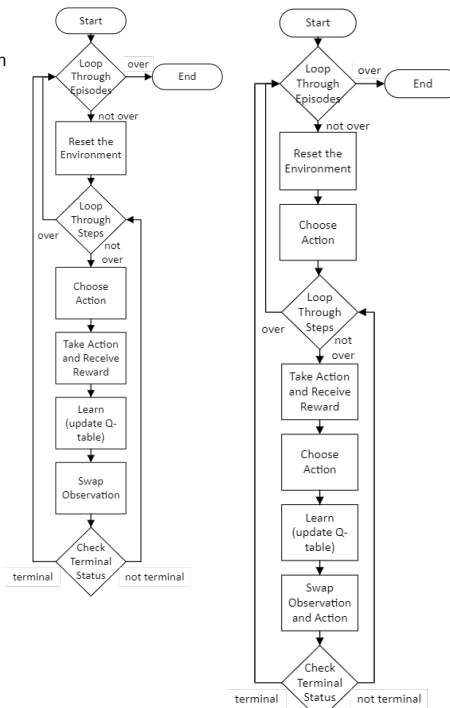 m
Start
Loop
Through
Episodes
over
End
not over
Reset the
Environment
Loop
Through
Steps
over
not
over
Choose
Action
Take Action
and Receive
Reward
Learn
(update Q-
table)
Swap
Observation
Check
Terminal
Status
terminal
not terminal
Start
Loop
Through
Episodes
over
End
not over
Reset the
Environment
Choose
Action
Loop
Through
Steps
over
not
over
Take Action
and Receive
Reward
Choose
Action
Learn
(update Q-
table)
Swap
Observation
and Action
Check
Terminal
Status
terminal
not terminal